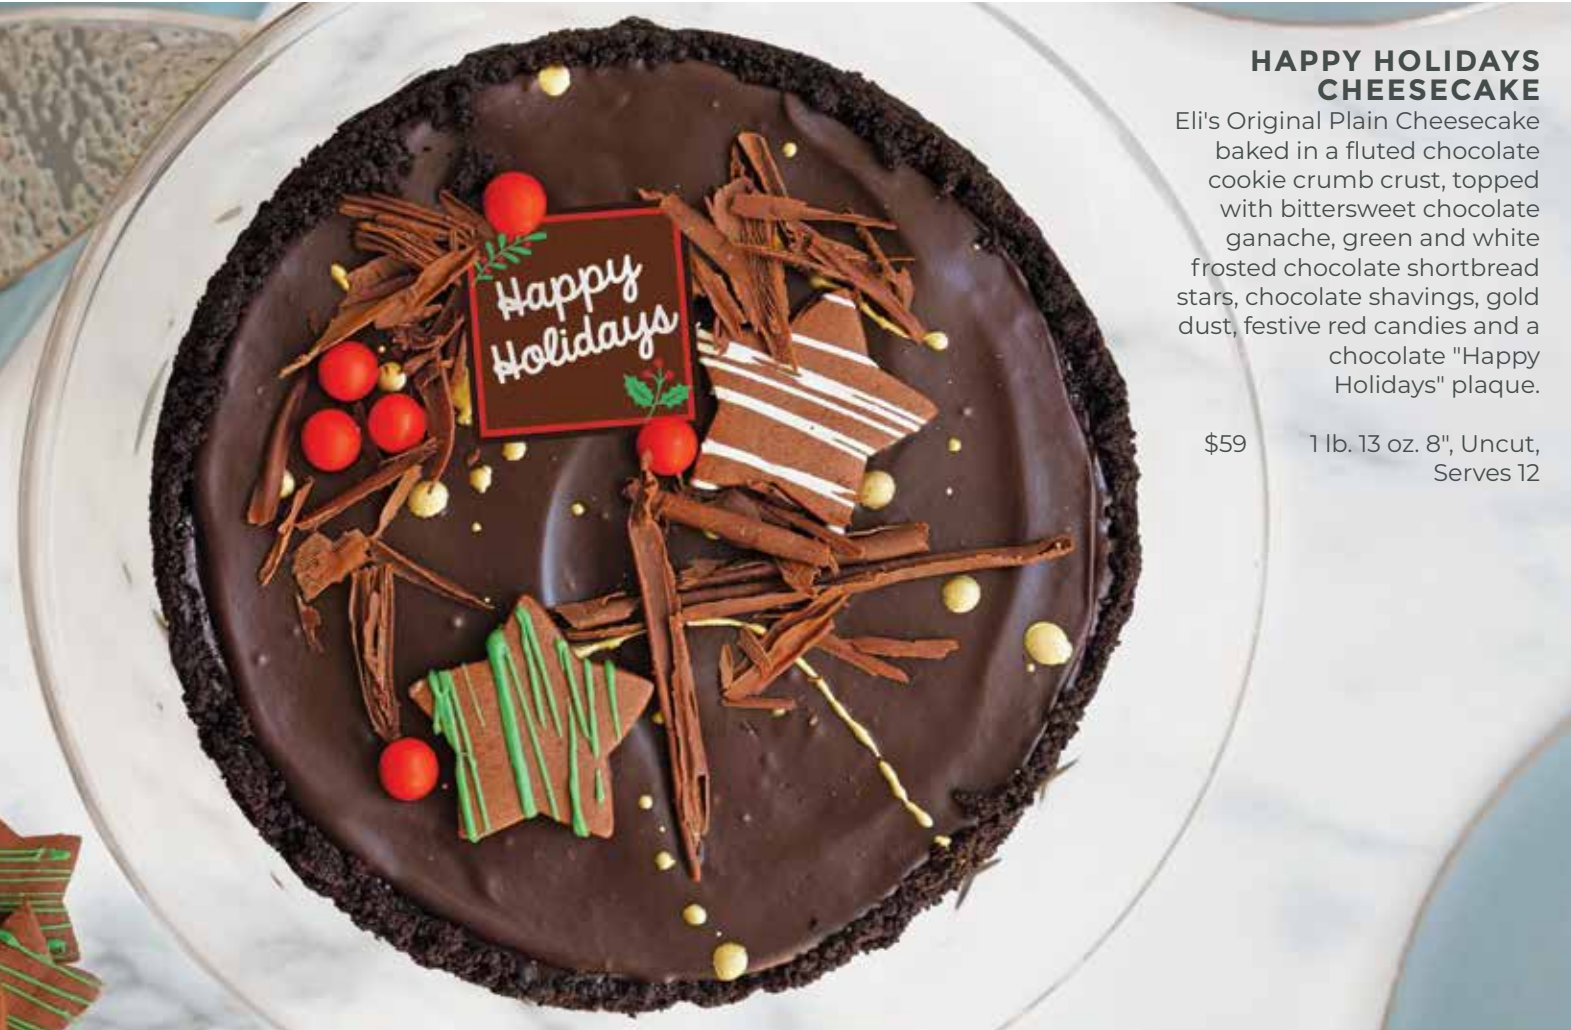 HAPPY HOLIDAYS
CHEESECAKE
Eli's Original Plain Cheesecake
baked in a fluted chocolate
cookie crumb crust, topped
with bittersweet chocolate
ganache, green and white
frosted chocolate shortbread
stars, chocolate shavings, gold
dust, festive red candies and a
chocolate "Happy
Holidays" plaque.
$59 1 lb. 13 oz. 8", Uncut,
Serves 12
Happy
Holidays